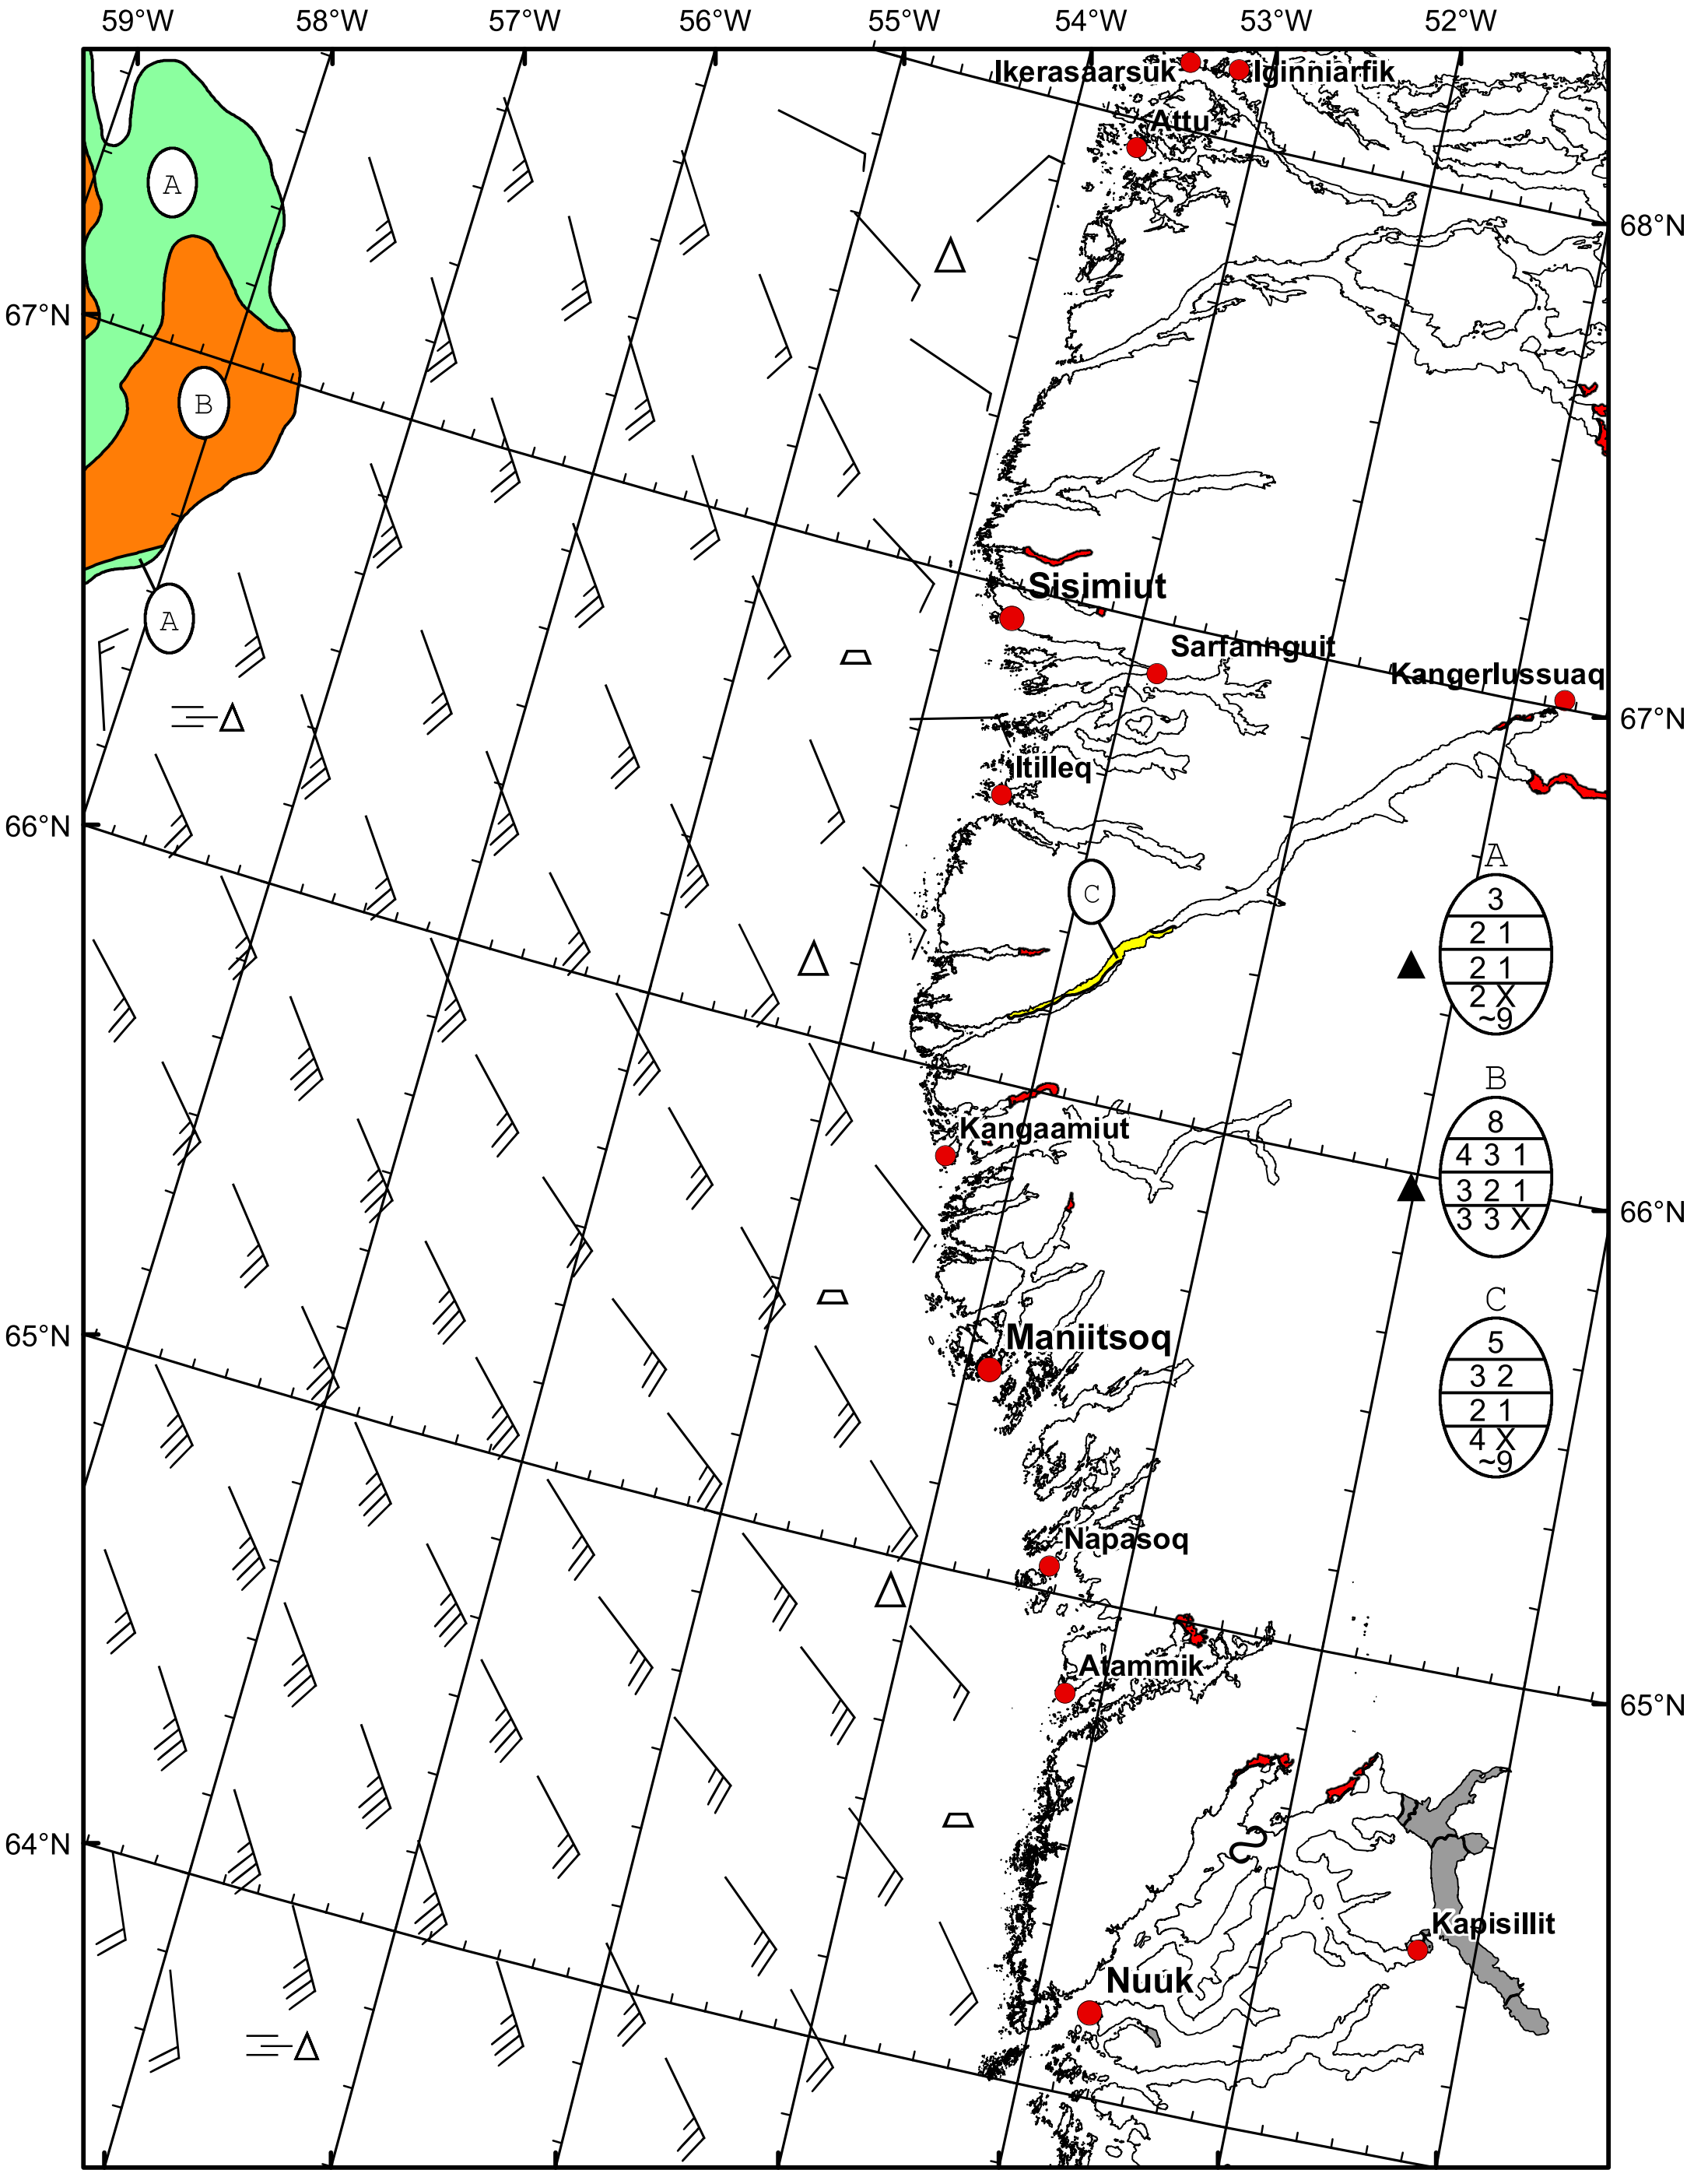 59°W 58°W 57°W 56°W 55°W 54°W 53°W 52°W
Ikerasaarsuk Iginniarfik
Attu
A
68°N
67°N
B
Sisimiut
A
Sarfannguit
Kangerlussuaq
67°N
Itilleq
66°N
C
A
3
2 1
2 1
2 X
~9
B
8
4 3 1
3 2 1
3 3 X
Kangaamiut
66°N
C
5
3 2
2 1
4 X
~9
65°N
Maniitsoq
Napasoq
Atammik
65°N
64°N
Kapisillit
Nuuk